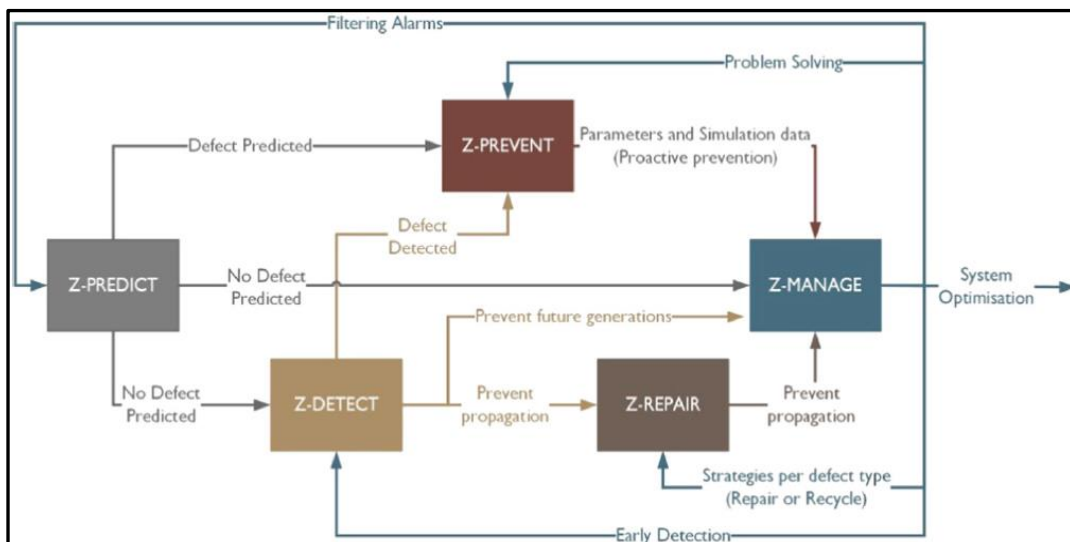 Filtering Alarms
Problem Solving
Z-PREVENT
Defect Predicted
Parameters and Simulation data
(Proactive prevention)
Defect
Detected
Z-PREDICT
No Defect
Predicted
Z-MANAGE
System
Optimisation
Prevent future generations
No Defect
Predicted
Z-DETECT
Prevent
propagation
Z-REPAIR
Prevent
propagation
Strategies per defect type
(Repair or Recycle)
Early Detection